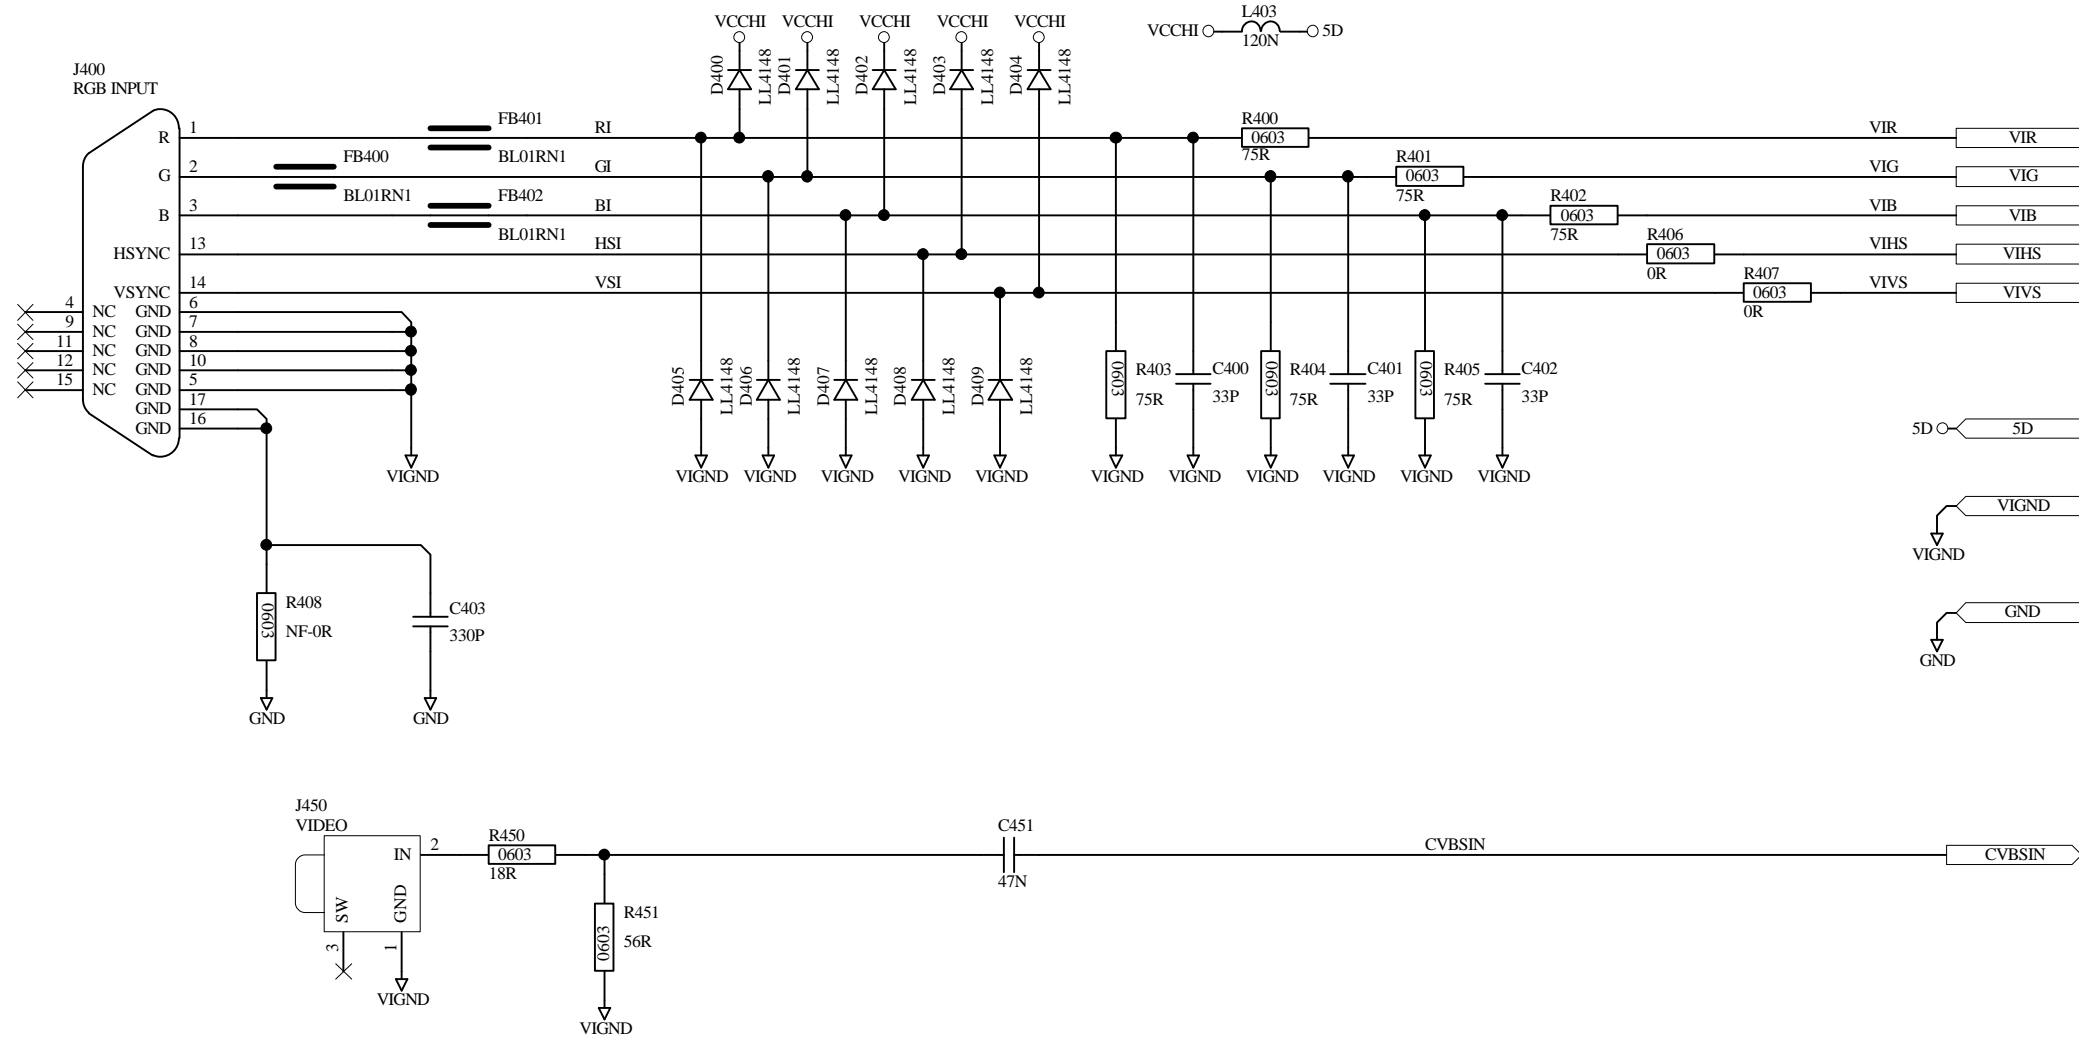 VCCHI VCCHI VCCHI VCCHI VCCHI
D400 LL4148 D401 LL4148 D402 LL4148 D403 LL4148 D404 LL4148
L403
VCCHI 5D
120N
J400
RGB INPUT
R 1 FB401 RI R400 0603 75R VIR VIR
BL01RN1
G 2 FB400 GI R401 0603 75R VIG VIG
BL01RN1
B 3 FB402 BI R402 0603 75R VIB VIB
BL01RN1
HSYNC 13 HSI R406 0603 0R VIHS VIHS
VSYNC 14 VSI R407 0603 0R VIVS VIVS
4 NC GND 6
9 NC GND 7
11 NC GND 8
12 NC GND 10
15 NC GND 5
GND 17
GND 16
D405 LL4148 D406 LL4148 D407 LL4148 D408 LL4148 D409 LL4148
0603 R403 75R C400 33P 0603 R404 75R C401 33P 0603 R405 75R C402 33P
VIGND VIGND VIGND VIGND VIGND VIGND VIGND VIGND VIGND VIGND VIGND VIGND
5D 5D
VIGND
VIGND
GND
GND
0603 R408 NF-0R
C403 330P
GND GND
J450
VIDEO
IN 2
SW 3
GND 1
VIGND
R450
0603
18R
0603 R451 56R
VIGND
C451
47N
CVBSIN CVBSIN